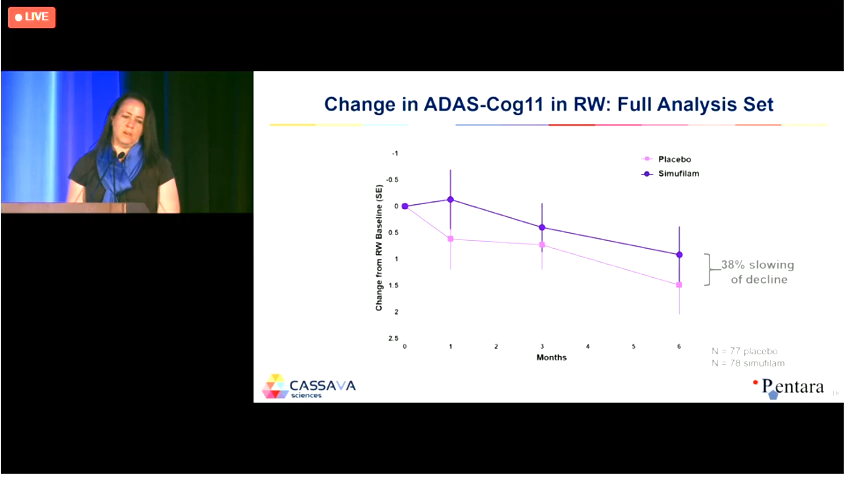 LIVE
Change in ADAS-Cog11 in RW: Full Analysis Set
Placebo
Simufilam
Change from RW Baseline (SE)
-1
-0.5
0
0.5
1
1.5
2
2.5
0 1 2 3 4 5 6
Months
38% slowing
of decline
N = 77 placebo
N = 78 simufilam
CASSAVA
sciences
Pentara
TM